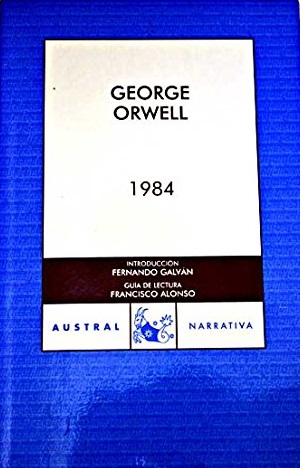 GEORGE
ORWELL
1984
INTRODUCCIÓN
FERNANDO GALVÁN
GUÍA DE LECTURA
FRANCISCO ALONSO
AUSTRAL NARRATIVA